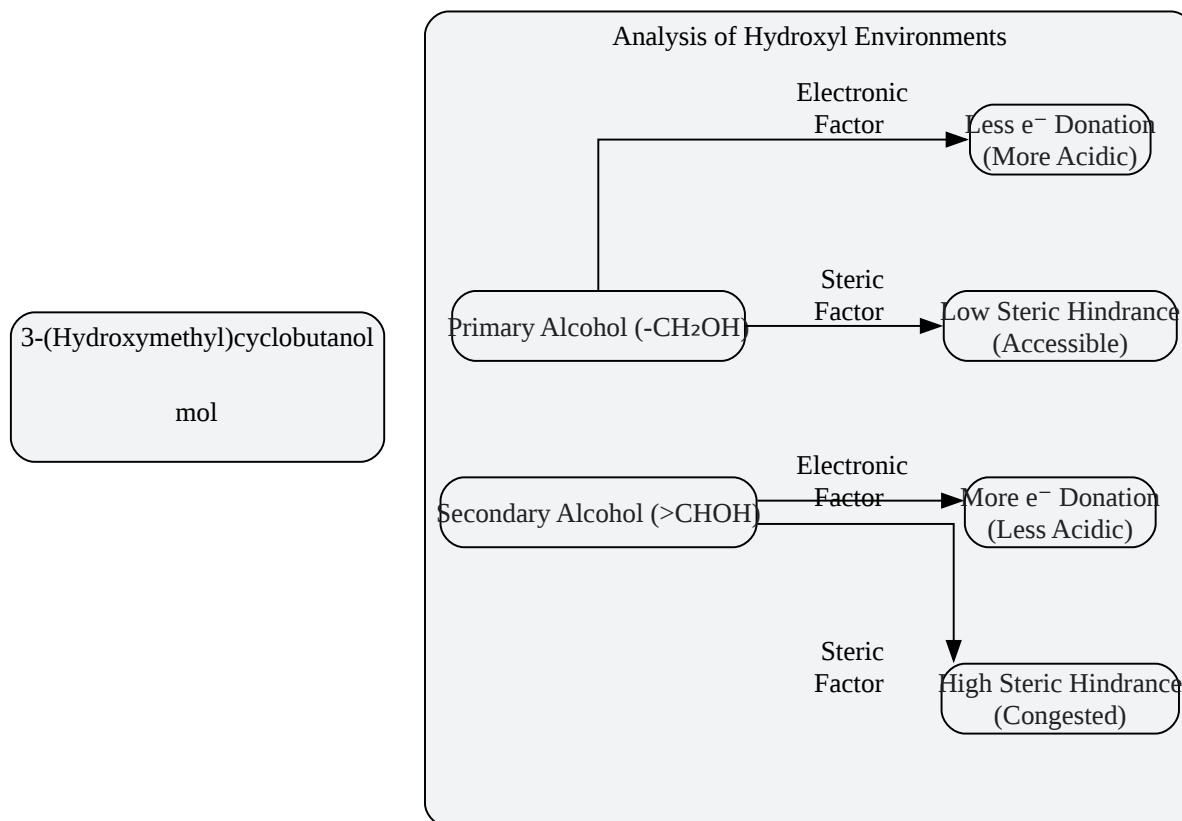 3-(Hydroxymethyl)cyclobutanol
mol
Analysis of Hydroxyl Environments
Electronic
Factor
Less e⁻ Donation
(More Acidic)
Primary Alcohol (-CH₂OH)
Steric
Factor
Low Steric Hindrance
(Accessible)
Secondary Alcohol (>CHOH)
Electronic
Factor
More e⁻ Donation
(Less Acidic)
Steric
Factor
High Steric Hindrance
(Congested)